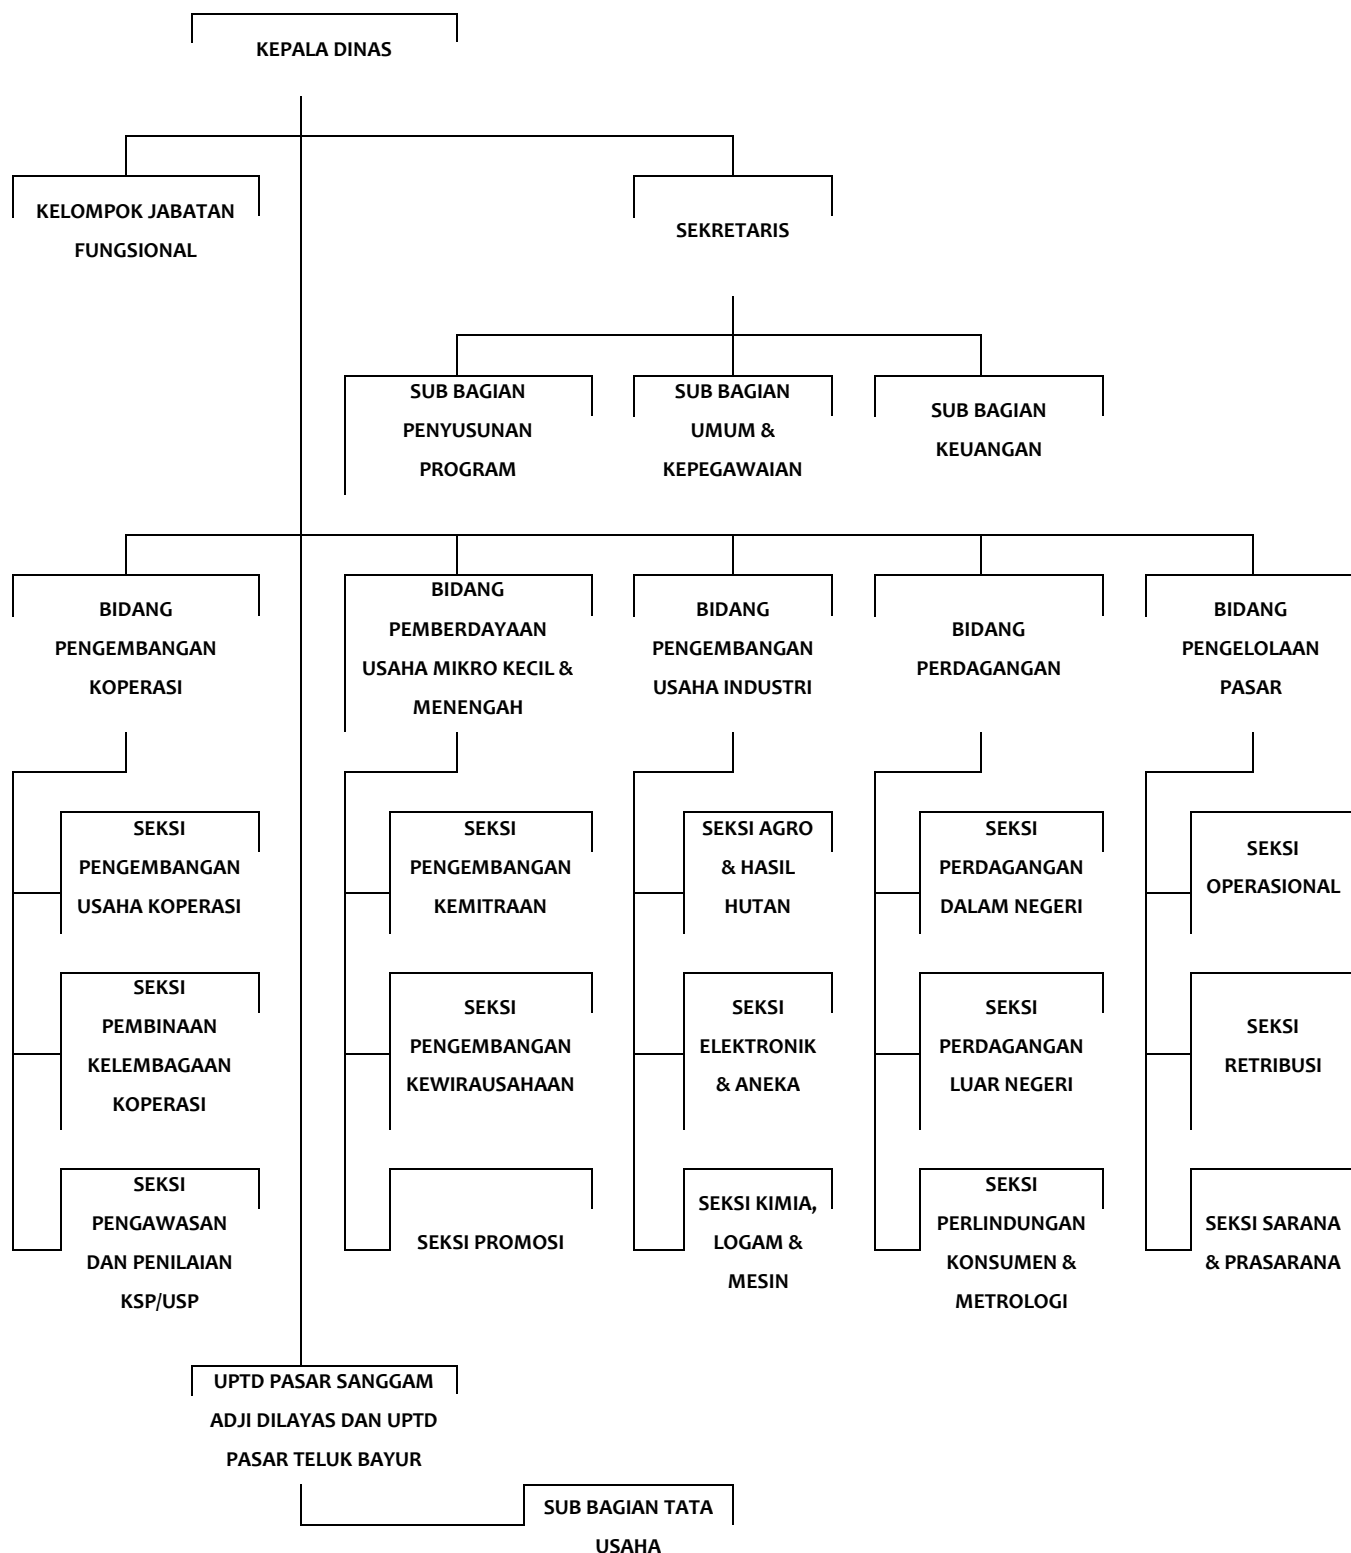 KEPALA DINAS
KELOMPOK JABATAN
FUNGSIONAL
SEKRETARIS
SUB BAGIAN
PENYUSUNAN
PROGRAM
SUB BAGIAN
UMUM &
KEPEGAWAIAN
SUB BAGIAN
KEUANGAN
BIDANG
PENGEMBANGAN
KOPERASI
BIDANG
PEMBERDAYAAN
USAHA MIKRO KECIL &
MENENGAH
BIDANG
PENGEMBANGAN
USAHA INDUSTRI
BIDANG
PERDAGANGAN
BIDANG
PENGELOLAAN
PASAR
SEKSI
PENGEMBANGAN
USAHA KOPERASI
SEKSI
PENGEMBANGAN
KEMITRAAN
SEKSI AGRO
& HASIL
HUTAN
SEKSI
PERDAGANGAN
DALAM NEGERI
SEKSI
OPERASIONAL
SEKSI
PEMBINAAN
KELEMBAGAAN
KOPERASI
SEKSI
PENGEMBANGAN
KEWIRAUSAHAAN
SEKSI
ELEKTRONIK
& ANEKA
SEKSI
PERDAGANGAN
LUAR NEGERI
SEKSI
RETRIBUSI
SEKSI
PENGAWASAN
DAN PENILAIAN
KSP/USP
SEKSI PROMOSI
SEKSI KIMIA,
LOGAM &
MESIN
SEKSI
PERLINDUNGAN
KONSUMEN &
METROLOGI
SEKSI SARANA
& PRASARANA
UPTD PASAR SANGGAM
ADJI DILAYAS DAN UPTD
PASAR TELUK BAYUR
SUB BAGIAN TATA
USAHA